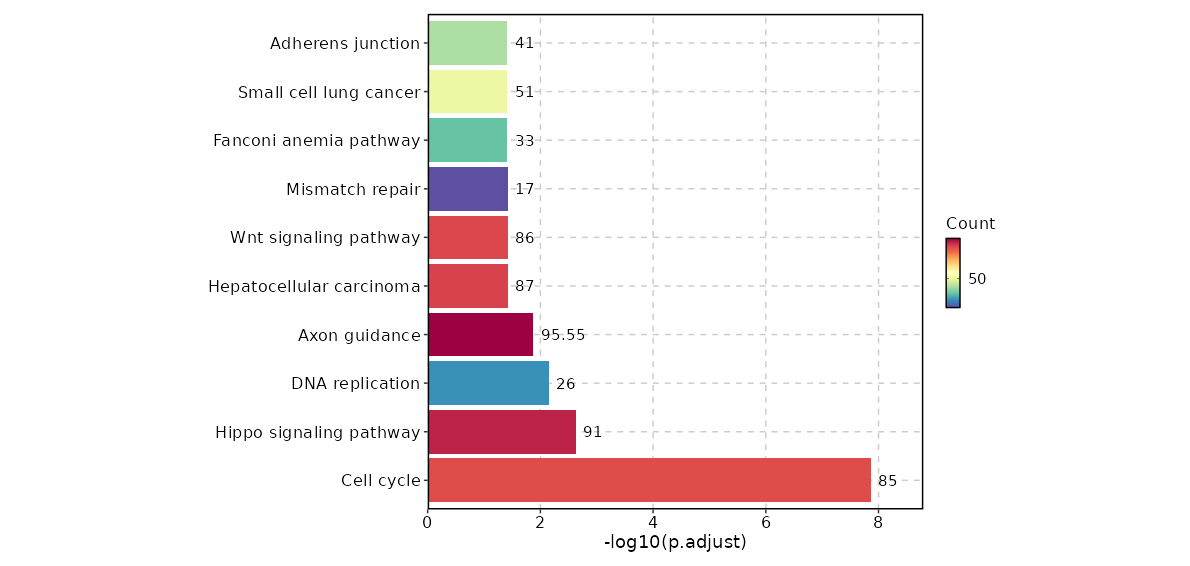 Adherens junction 41
Small cell lung cancer 51
Fanconi anemia pathway 33
Mismatch repair 17
Wnt signaling pathway 86
Hepatocellular carcinoma 87
Axon guidance 95.55
DNA replication 26
Hippo signaling pathway 91
Cell cycle 85
0 2 4 6 8
-log10(p.adjust)
Count
50